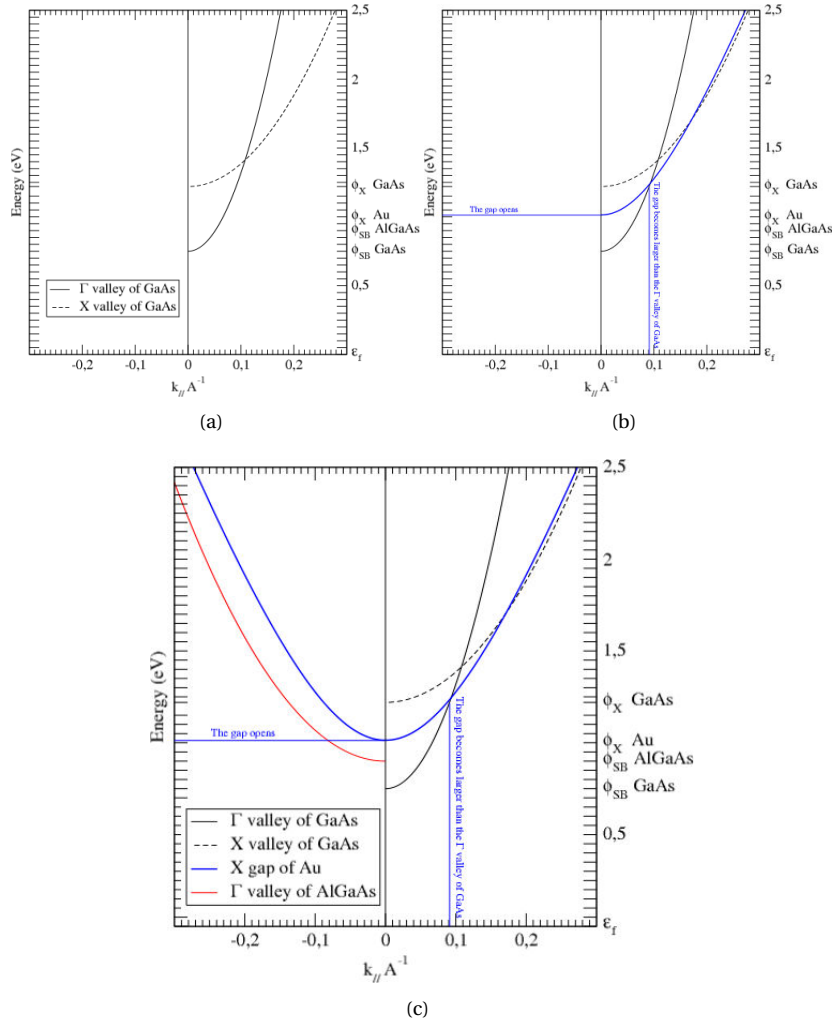 2,5
2
1,5
ϕX GaAs
ϕX Au
ϕSB AlGaAs
ϕSB GaAs
0,5
εf
Energy (eV)
Γ valley of GaAs
X valley of GaAs
-0,2
-0,1
0
0,1
0,2
k// A-1
(a)
2,5
2
1,5
ϕX GaAs
ϕX Au
ϕSB AlGaAs
ϕSB GaAs
0,5
εf
Energy (eV)
The gap opens
The gap becomes larger than the Γ valley of GaAs
-0,2
-0,1
0
0,1
0,2
k// A-1
(b)
2,5
2
1,5
ϕX GaAs
ϕX Au
ϕSB AlGaAs
ϕSB GaAs
0,5
εf
Energy (eV)
The gap opens
The gap becomes larger than the Γ valley of GaAs
Γ valley of GaAs
X valley of GaAs
X gap of Au
Γ valley of AlGaAs
-0,2
-0,1
0
0,1
0,2
k// A-1
(c)